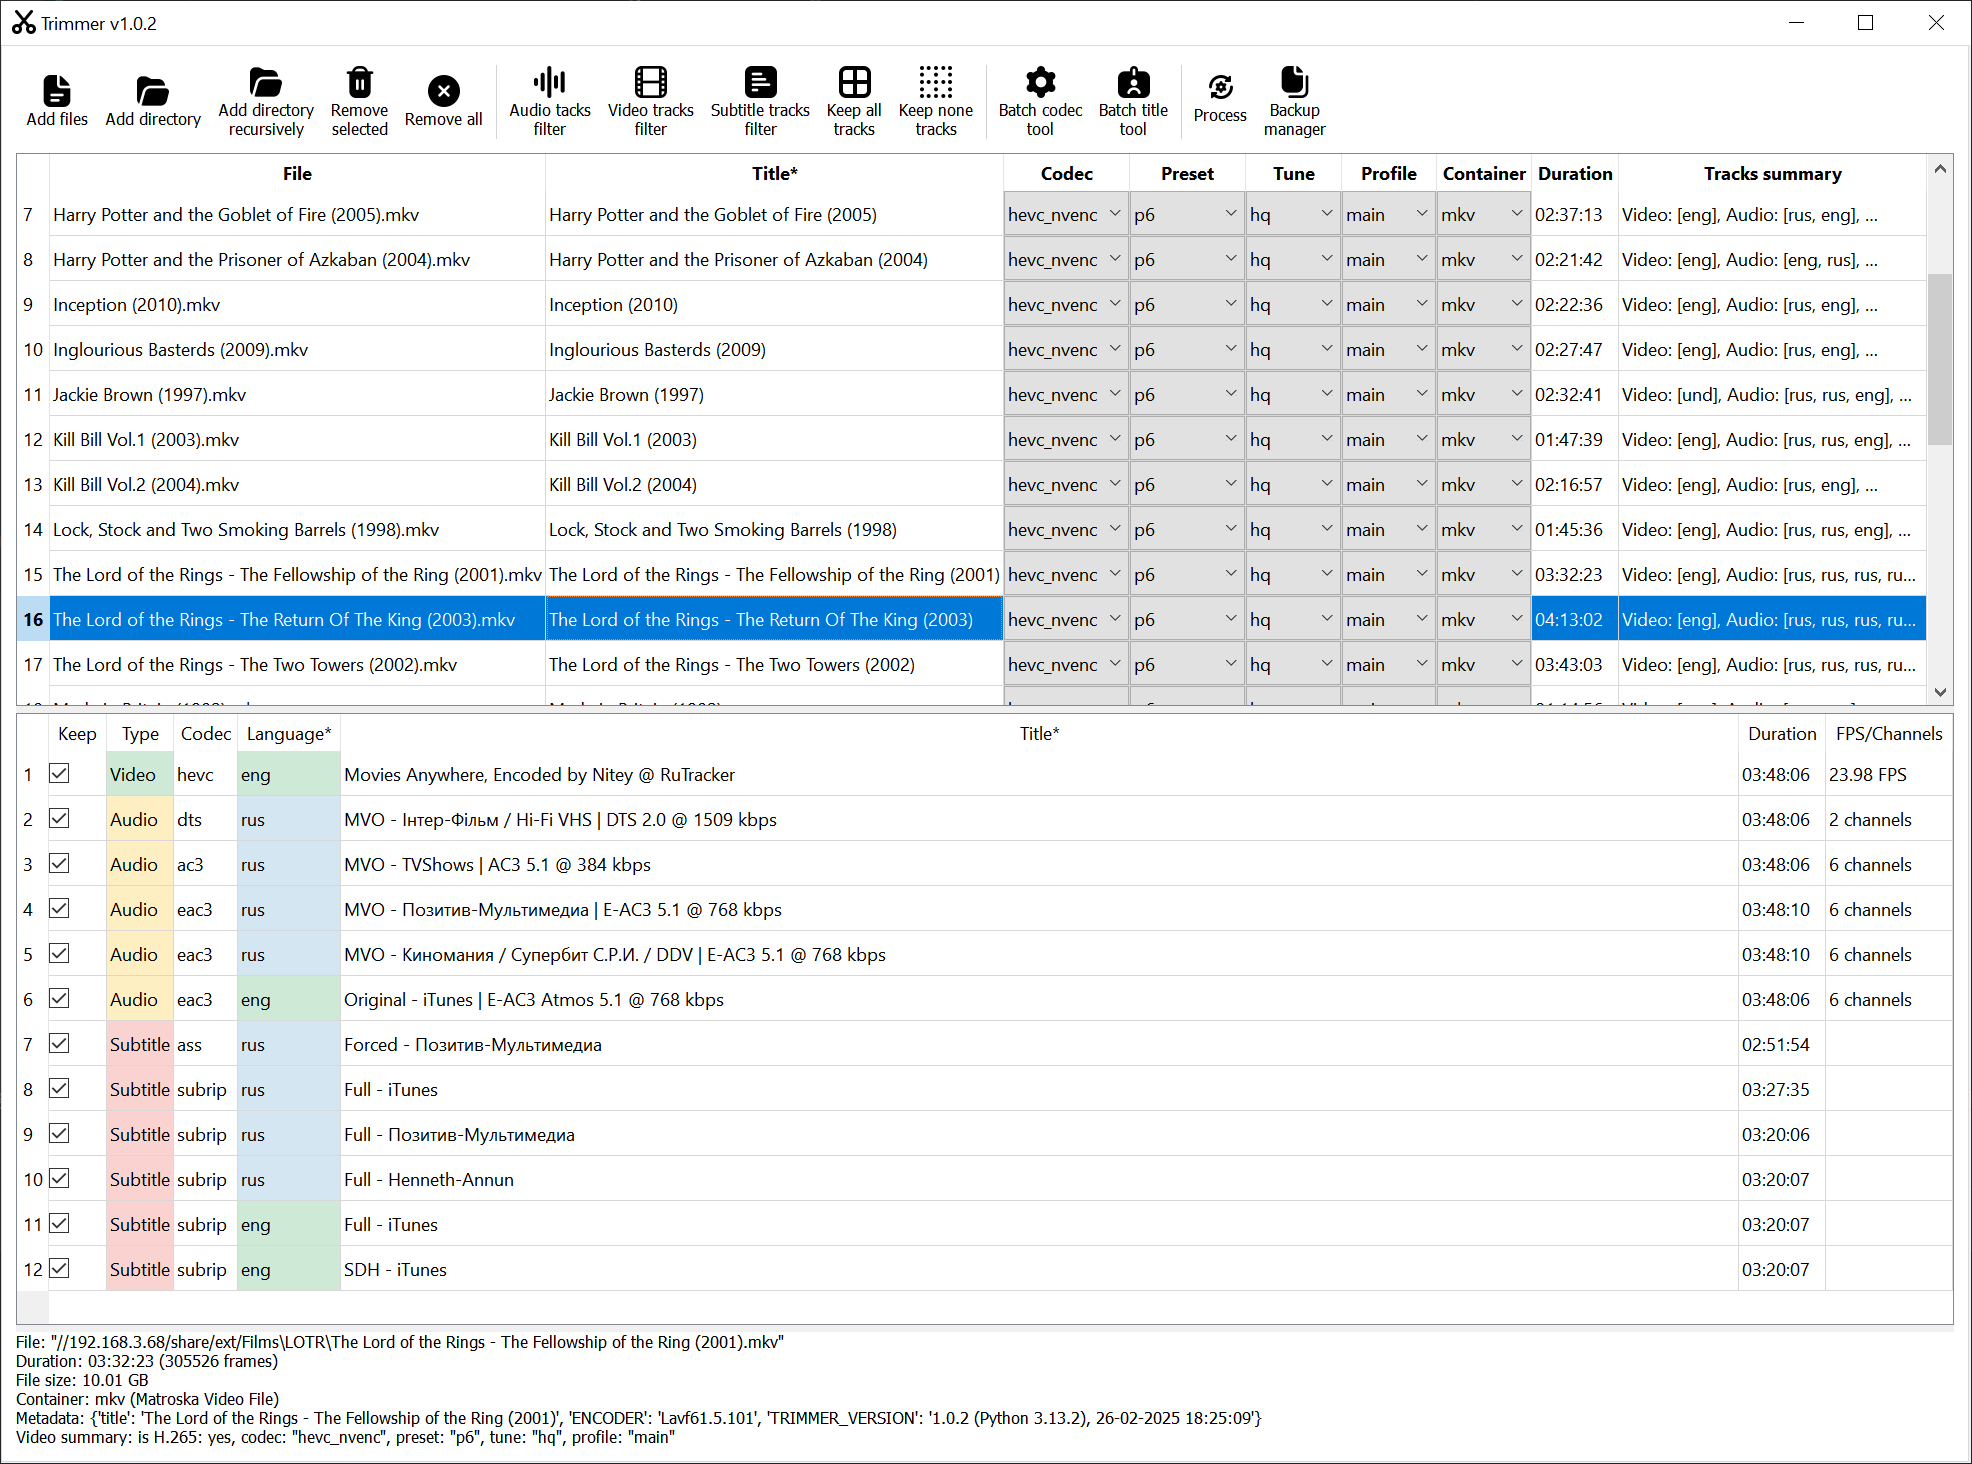 Trimmer v1.0.2
Add files
Add directory
Add directory
recursively
Remove
selected
Remove all
Audio tacks
filter
Video tracks
filter
Subtitle tracks
filter
Keep all
tracks
Keep none
tracks
Batch codec
tool
Batch title
tool
Process
Backup
manager
File Title* Codec Preset Tune Profile Container Duration Tracks summary
7 Harry Potter and the Goblet of Fire (2005).mkv Harry Potter and the Goblet of Fire (2005) hevc_nvenc p6 hq main mkv 02:37:13 Video: [eng], Audio: [rus, eng], ...
8 Harry Potter and the Prisoner of Azkaban (2004).mkv Harry Potter and the Prisoner of Azkaban (2004) hevc_nvenc p6 hq main mkv 02:21:42 Video: [eng], Audio: [eng, rus], ...
9 Inception (2010).mkv Inception (2010) hevc_nvenc p6 hq main mkv 02:22:36 Video: [eng], Audio: [rus, eng], ...
10 Inglourious Basterds (2009).mkv Inglourious Basterds (2009) hevc_nvenc p6 hq main mkv 02:27:47 Video: [eng], Audio: [rus, eng], ...
11 Jackie Brown (1997).mkv Jackie Brown (1997) hevc_nvenc p6 hq main mkv 02:32:41 Video: [und], Audio: [rus, rus, eng], ...
12 Kill Bill Vol.1 (2003).mkv Kill Bill Vol.1 (2003) hevc_nvenc p6 hq main mkv 01:47:39 Video: [eng], Audio: [rus, rus, eng], ...
13 Kill Bill Vol.2 (2004).mkv Kill Bill Vol.2 (2004) hevc_nvenc p6 hq main mkv 02:16:57 Video: [eng], Audio: [rus, eng], ...
14 Lock, Stock and Two Smoking Barrels (1998).mkv Lock, Stock and Two Smoking Barrels (1998) hevc_nvenc p6 hq main mkv 01:45:36 Video: [eng], Audio: [rus, rus, eng], ...
15 The Lord of the Rings - The Fellowship of the Ring (2001).mkv The Lord of the Rings - The Fellowship of the Ring (2001) hevc_nvenc p6 hq main mkv 03:32:23 Video: [eng], Audio: [rus, rus, rus, ru...
16 The Lord of the Rings - The Return Of The King (2003).mkv The Lord of the Rings - The Return Of The King (2003) hevc_nvenc p6 hq main mkv 04:13:02 Video: [eng], Audio: [rus, rus, rus, ru...
17 The Lord of the Rings - The Two Towers (2002).mkv The Lord of the Rings - The Two Towers (2002) hevc_nvenc p6 hq main mkv 03:43:03 Video: [eng], Audio: [rus, rus, rus, ru...
Keep Type Codec Language* Title* Duration FPS/Channels
1 Video hevc eng Movies Anywhere, Encoded by Nitey @ RuTracker 03:48:06 23.98 FPS
2 Audio dts rus MVO - Інтер-Фільм / Hi-Fi VHS | DTS 2.0 @ 1509 kbps 03:48:06 2 channels
3 Audio ac3 rus MVO - TVShows | AC3 5.1 @ 384 kbps 03:48:06 6 channels
4 Audio eac3 rus MVO - Позитив-Мультимедиа | E-AC3 5.1 @ 768 kbps 03:48:10 6 channels
5 Audio eac3 rus MVO - Киномания / Супербит С.Р.И. / DDV | E-AC3 5.1 @ 768 kbps 03:48:10 6 channels
6 Audio eac3 eng Original - iTunes | E-AC3 Atmos 5.1 @ 768 kbps 03:48:06 6 channels
7 Subtitle ass rus Forced - Позитив-Мультимедиа 02:51:54
8 Subtitle subrip rus Full - iTunes 03:27:35
9 Subtitle subrip rus Full - Позитив-Мультимедиа 03:20:06
10 Subtitle subrip rus Full - Henneth-Annun 03:20:07
11 Subtitle subrip eng Full - iTunes 03:20:07
12 Subtitle subrip eng SDH - iTunes 03:20:07
File: "//192.168.3.68/share/ext/Films\LOTR\The Lord of the Rings - The Fellowship of the Ring (2001).mkv"
Duration: 03:32:23 (305526 frames)
File size: 10.01 GB
Container: mkv (Matroska Video File)
Metadata: {'title': 'The Lord of the Rings - The Fellowship of the Ring (2001)', 'ENCODER': 'Lavf61.5.101', 'TRIMMER_VERSION': '1.0.2 (Python 3.13.2), 26-02-2025 18:25:09'}
Video summary: is H.265: yes, codec: "hevc_nvenc", preset: "p6", tune: "hq", profile: "main"